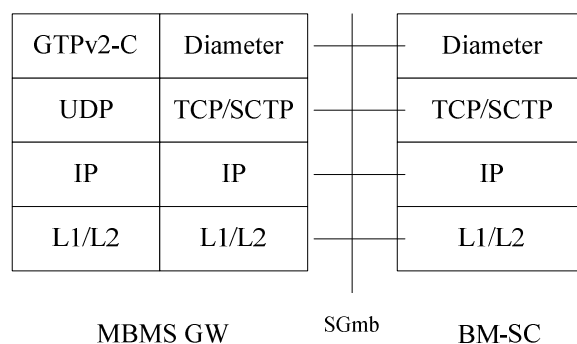 GTPv2-C Diameter Diameter
UDP TCP/SCTP TCP/SCTP
IP IP IP
L1/L2 L1/L2 L1/L2
MBMS GW SGmb BM-SC